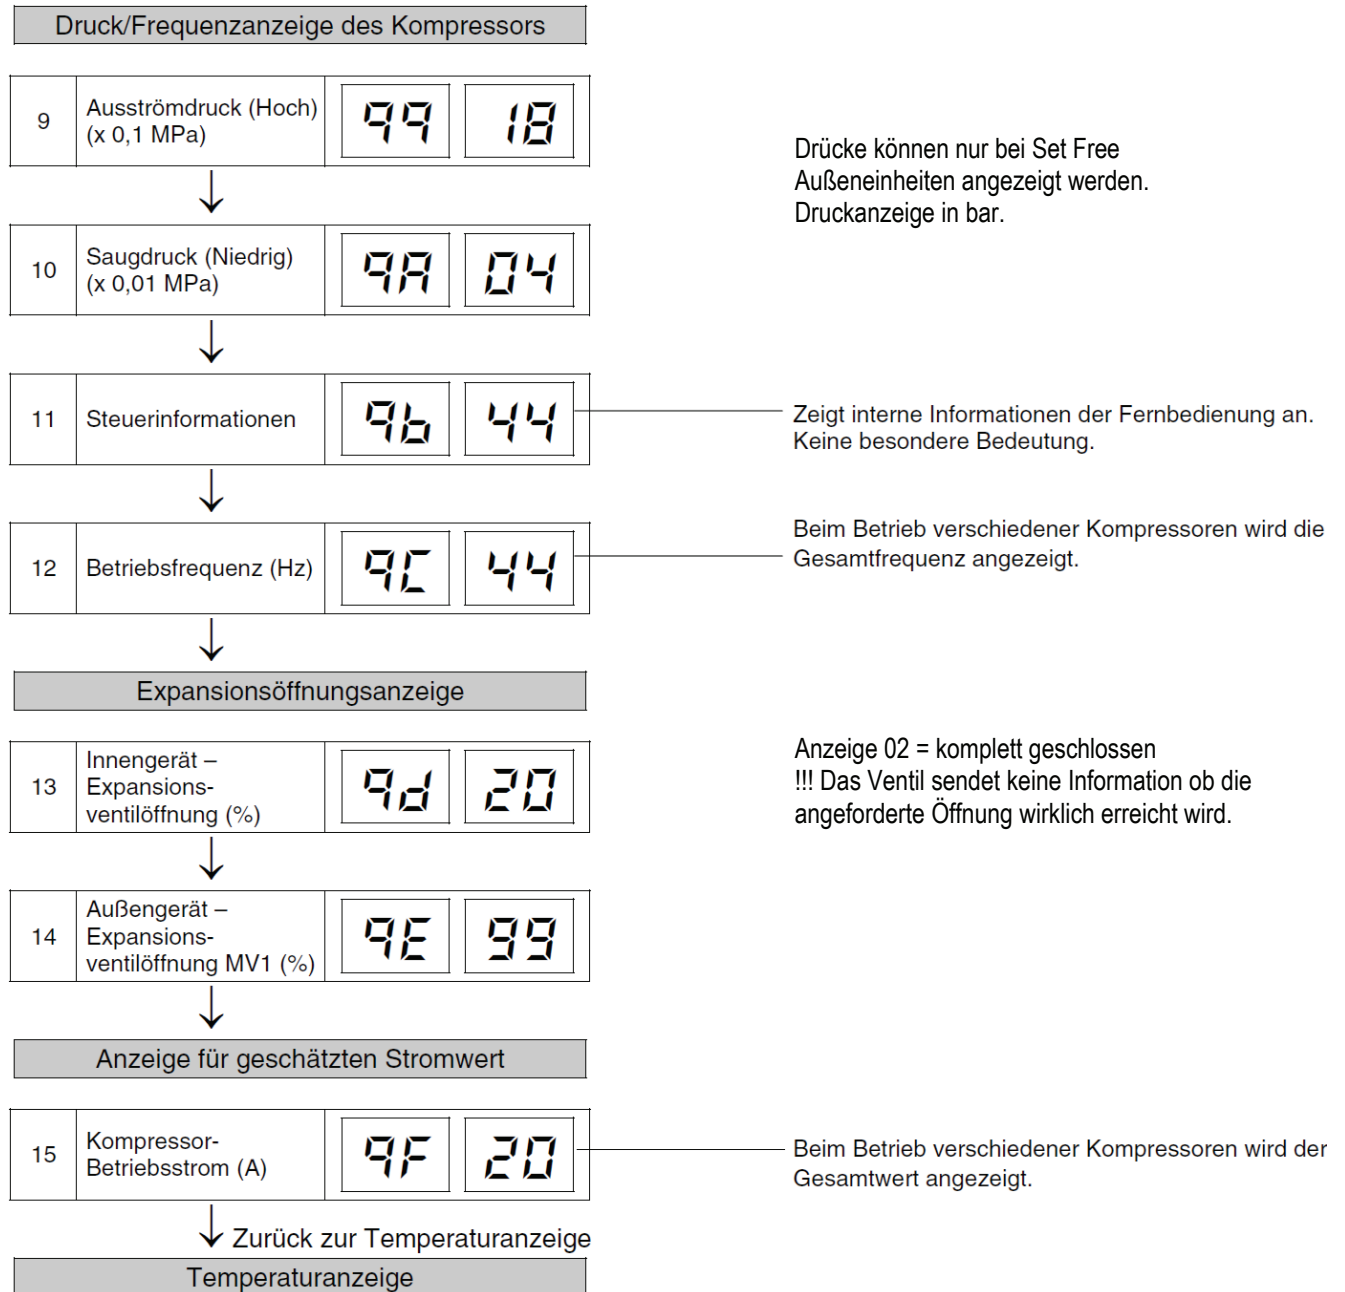 Druck/Frequenzanzeige des Kompressors
9
Ausströmdruck (Hoch)
(x 0,1 MPa)
99 18
Drücke können nur bei Set Free
Außeneinheiten angezeigt werden.
Druckanzeige in bar.
10
Saugdruck (Niedrig)
(x 0,01 MPa)
9A 04
11
Steuerinformationen
9b 44
Zeigt interne Informationen der Fernbedienung an.
Keine besondere Bedeutung.
12
Betriebsfrequenz (Hz)
9C 44
Beim Betrieb verschiedener Kompressoren wird die
Gesamtfrequenz angezeigt.
Expansionsöffnungsanzeige
13
Innengerät –
Expansions-
ventilöffnung (%)
9d 20
Anzeige 02 = komplett geschlossen
!!! Das Ventil sendet keine Information ob die
angeforderte Öffnung wirklich erreicht wird.
14
Außengerät –
Expansions-
ventilöffnung MV1 (%)
9E 99
Anzeige für geschätzten Stromwert
15
Kompressor-
Betriebsstrom (A)
9F 20
Beim Betrieb verschiedener Kompressoren wird der
Gesamtwert angezeigt.
Zurück zur Temperaturanzeige
Temperaturanzeige